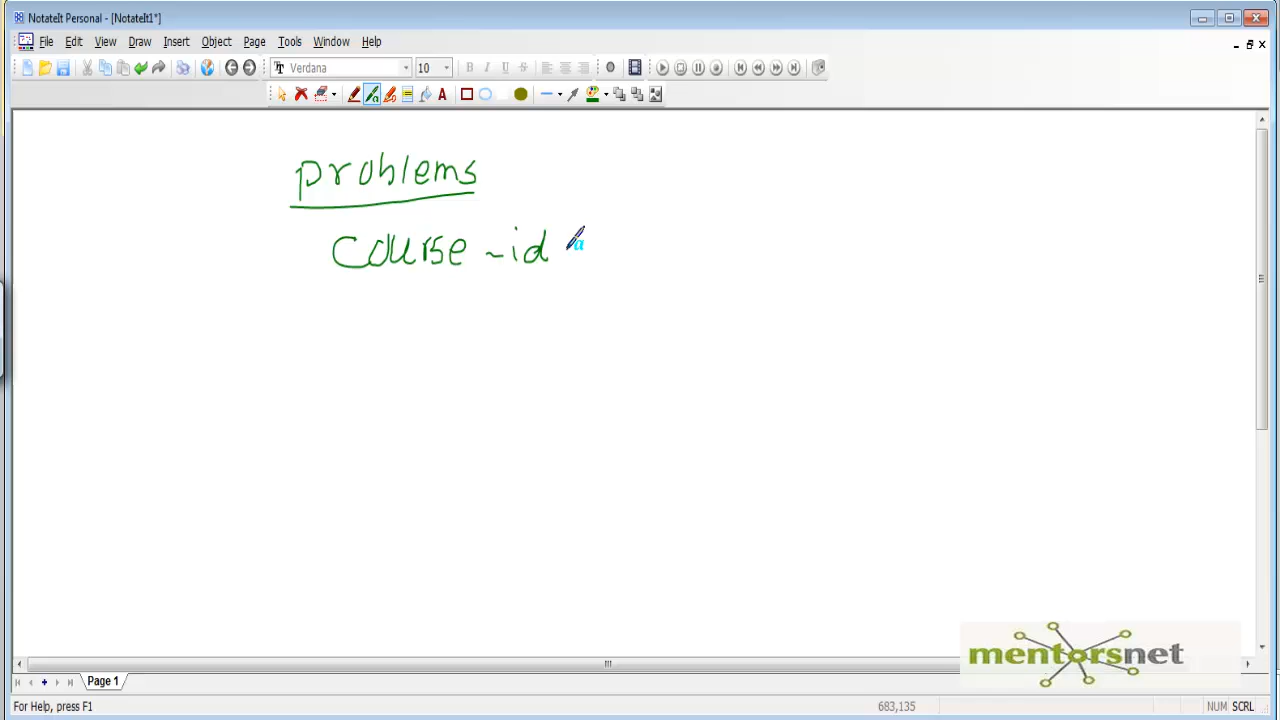 NotateIt Personal - [NotateIt1*]
File Edit View Draw Insert Object Page Tools Window Help
Verdana 10 B I U S
A
problems
course - id
a
mentorsnet
Page 1
For Help, press F1 683,135 NUM SCRL